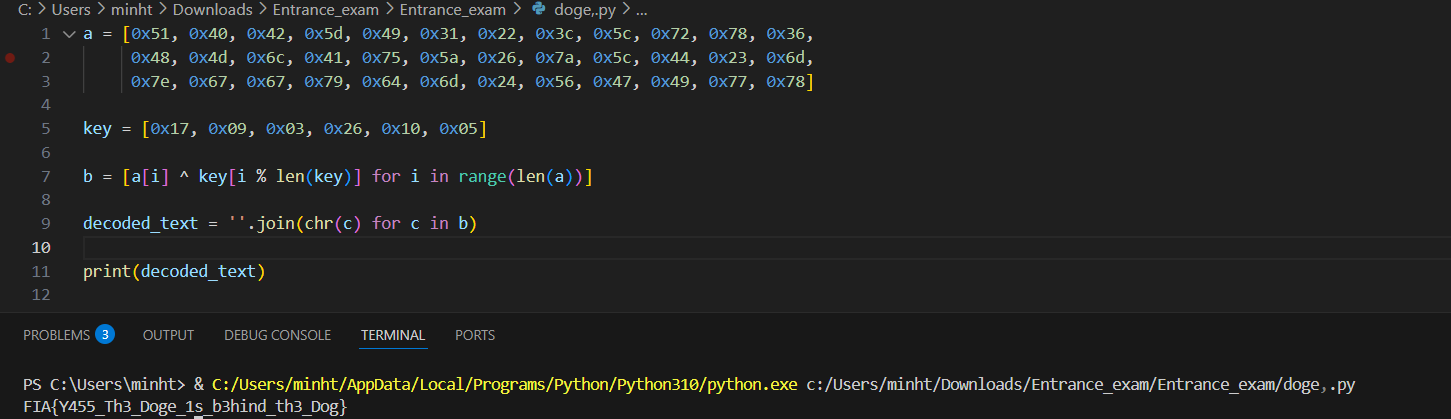 C: > Users > minht > Downloads > Entrance_exam > Entrance_exam > doge,.py > ...
1 a = [0x51, 0x40, 0x42, 0x5d, 0x49, 0x31, 0x22, 0x3c, 0x5c, 0x72, 0x78, 0x36,
2 0x48, 0x4d, 0x6c, 0x41, 0x75, 0x5a, 0x26, 0x7a, 0x5c, 0x44, 0x23, 0x6d,
3 0x7e, 0x67, 0x67, 0x79, 0x64, 0x6d, 0x24, 0x56, 0x47, 0x49, 0x77, 0x78]
4
5 key = [0x17, 0x09, 0x03, 0x26, 0x10, 0x05]
6
7 b = [a[i] ^ key[i % len(key)] for i in range(len(a))]
8
9 decoded_text = ''.join(chr(c) for c in b)
10
11 print(decoded_text)
12
PROBLEMS 3 OUTPUT DEBUG CONSOLE TERMINAL PORTS
PS C:\Users\minht> & C:/Users/minht/AppData/Local/Programs/Python/Python310/python.exe c:/Users/minht/Downloads/Entrance_exam/Entrance_exam/doge,.py
FIA{Y455_Th3_Doge_1s_b3hind_th3_Dog}